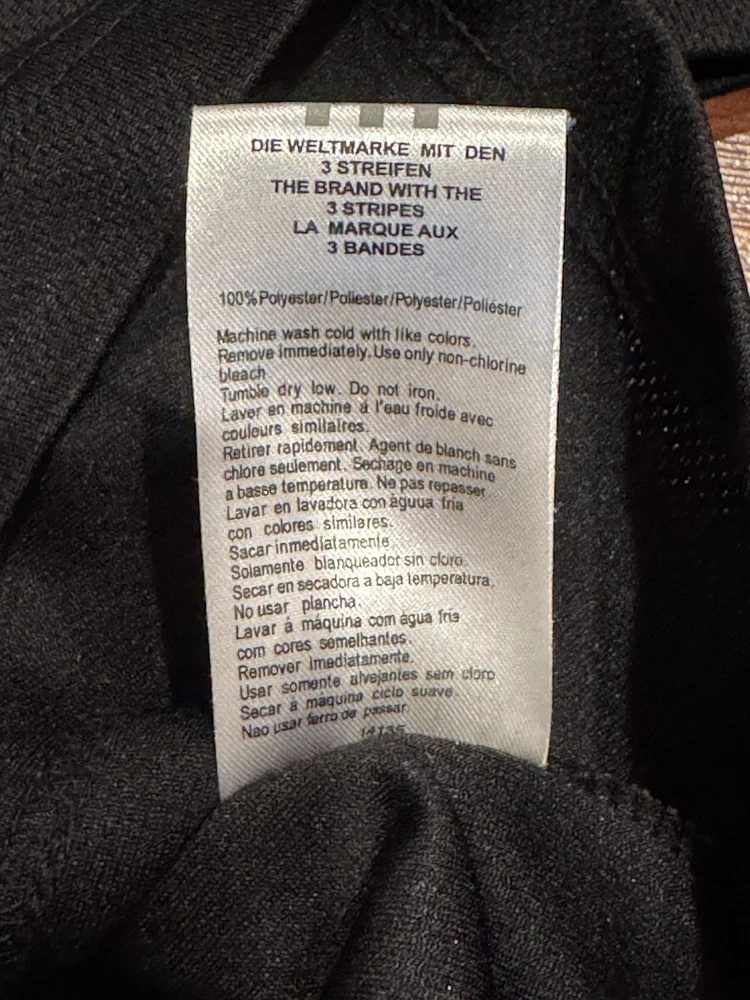 DIE WELTMARKE MIT DEN
3 STREIFEN
THE BRAND WITH THE
3 STRIPES
LA MARQUE AUX
3 BANDES
100% Polyester/Poliester/Polyester/Poliéster
Machine wash cold with like colors.
Remove immediately. Use only non-chlorine
bleach
Tumble dry low. Do not iron.
Laver en machine á l'eau froide avec
couleurs similaires.
Retirer rapidement. Agent de blanch sans
chlore seulement. Sechage en machine
a basse temperature. Ne pas repasser
Lavar en lavadora con águua fria
con colores similares.
Sacar inmediatamente.
Solamente blanqueador sin cloro.
Secar en secadora a baja temperatura.
No usar plancha.
Lavar á máquina com água fria
com cores semelhantes.
Remover Imediatamente.
Usar somente alvejantes sem cloro
Secar á máquina ciclo suave.
Nao usar ferro de passar.